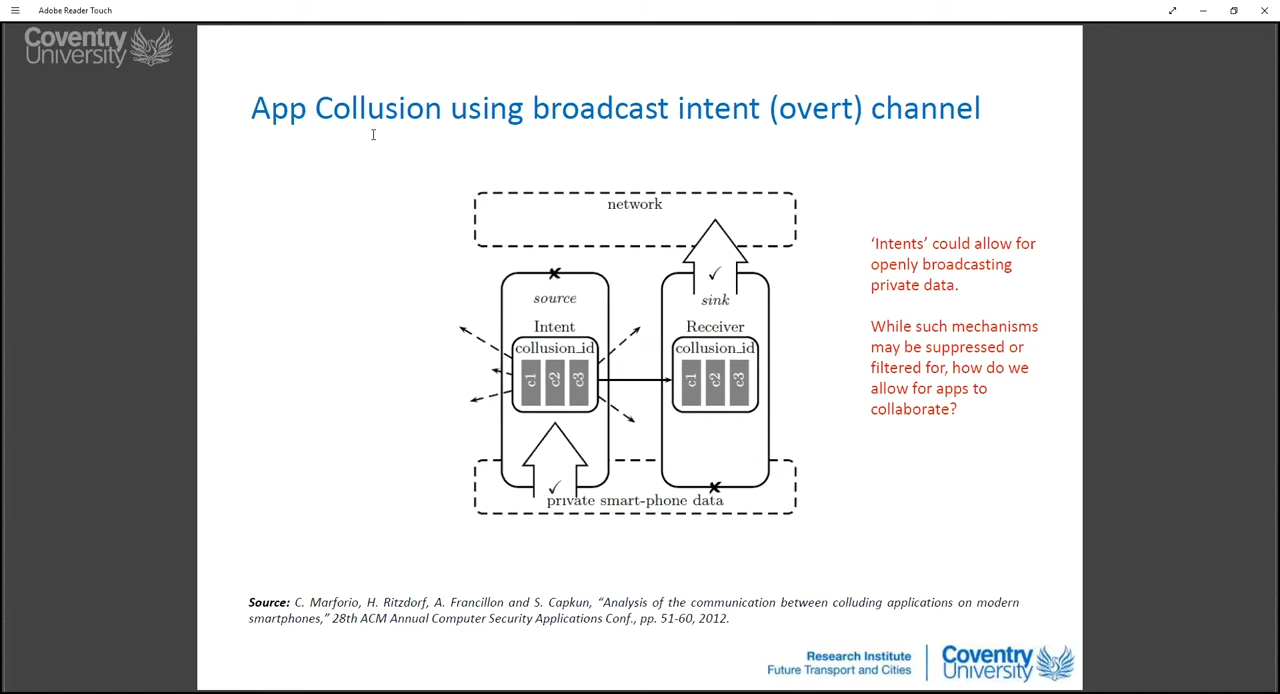 Adobe Reader Touch
Coventry
University
App Collusion using broadcast intent (overt) channel
network
source
sink
Intent
Receiver
collusion_id
collusion_id
c1 c2 c3
c1 c2 c3
private smart-phone data
‘Intents’ could allow for
openly broadcasting
private data.
While such mechanisms
may be suppressed or
filtered for, how do we
allow for apps to
collaborate?
Source: C. Marforio, H. Ritzdorf, A. Francillon and S. Capkun, “Analysis of the communication between colluding applications on modern
smartphones,” 28th ACM Annual Computer Security Applications Conf., pp. 51-60, 2012.
Research Institute
Future Transport and Cities
Coventry
University